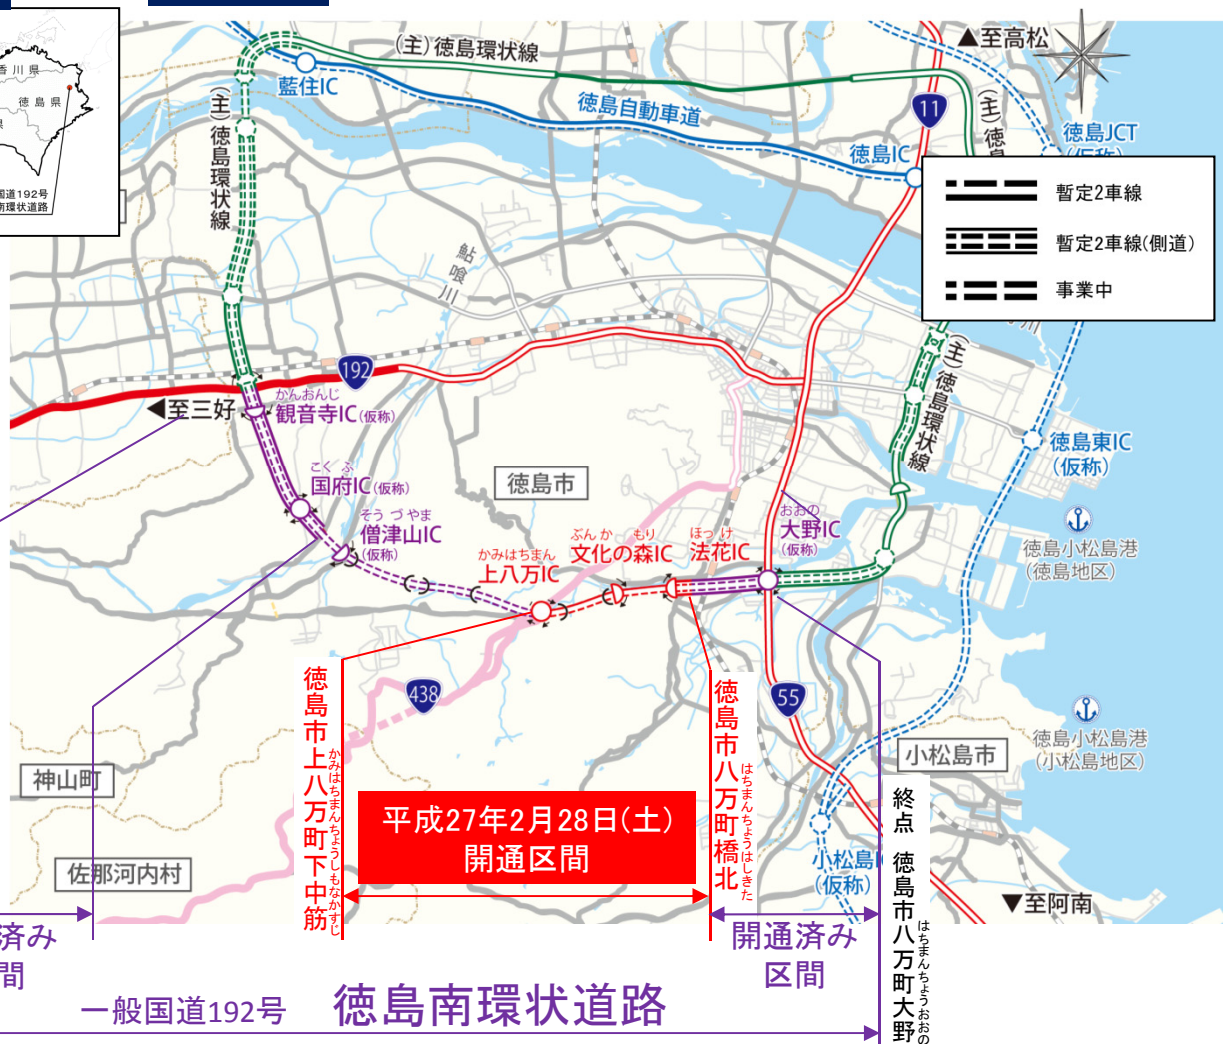 香川県
徳島県
県
国道192号
南環状道路
(主)徳島環状線
▲至高松
藍住IC
徳島自動車道
11
(主)徳島環状線
(主)徳
徳島JCT
(仮称)
徳島IC
暫定2車線
暫定2車線(側道)
事業中
鮎喰川
川
192
◀至三好
かんおんじ
観音寺IC(仮称)
(主)徳島環状線
徳島東IC
(仮称)
こくふ
国府IC(仮称)
徳島市
そうづやま
僧津山IC
(仮称)
おおの
大野IC
(仮称)
かみはちまん
上八万IC
ぶんか もり
文化の森IC
ほっけ
法花IC
徳島小松島港
(徳島地区)
438
55
徳島市上八万町下中筋
かみはちまんちょうしもなかすじ
徳島市八万町橋北
はちまんちょうはしきた
徳島小松島港
(小松島地区)
小松島市
神山町
平成27年2月28日(土)
開通区間
佐那河内村
小松島I
(仮称)
▼至阿南
終点 徳島市八万町大野
はちまんちょうおおの
済み
間
開通済み
区間
一般国道192号 徳島南環状道路